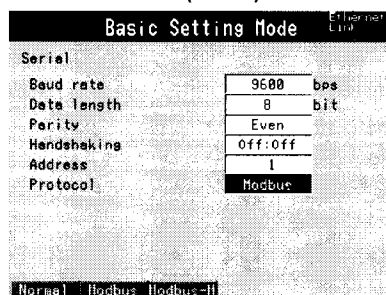 Basic Setting Mode
Ethernet
Link
Serial
Baud rate 9600 bps
Data length 8 bit
Parity Even
Handshaking Off:Off
Address 1
Protocol Modbus
Normal Modbus Modbus-M